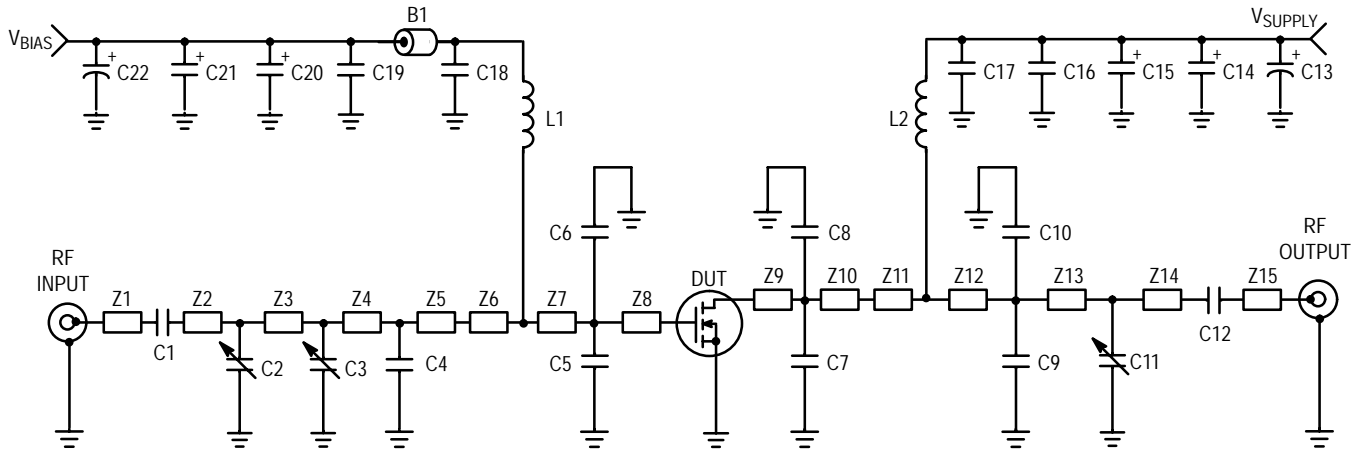 B1
V_BIAS
V_SUPPLY
+ C22
+ C21
+ C20
C19
C18
C17
C16
+ C15
+ C14
+ C13
L1
L2
C6
C8
C10
RF
INPUT
RF
OUTPUT
DUT
Z1
Z2
Z3
Z4
Z5
Z6
Z7
Z8
Z9
Z10
Z11
Z12
Z13
Z14
Z15
C1
C2
C3
C4
C5
C7
C9
C11
C12